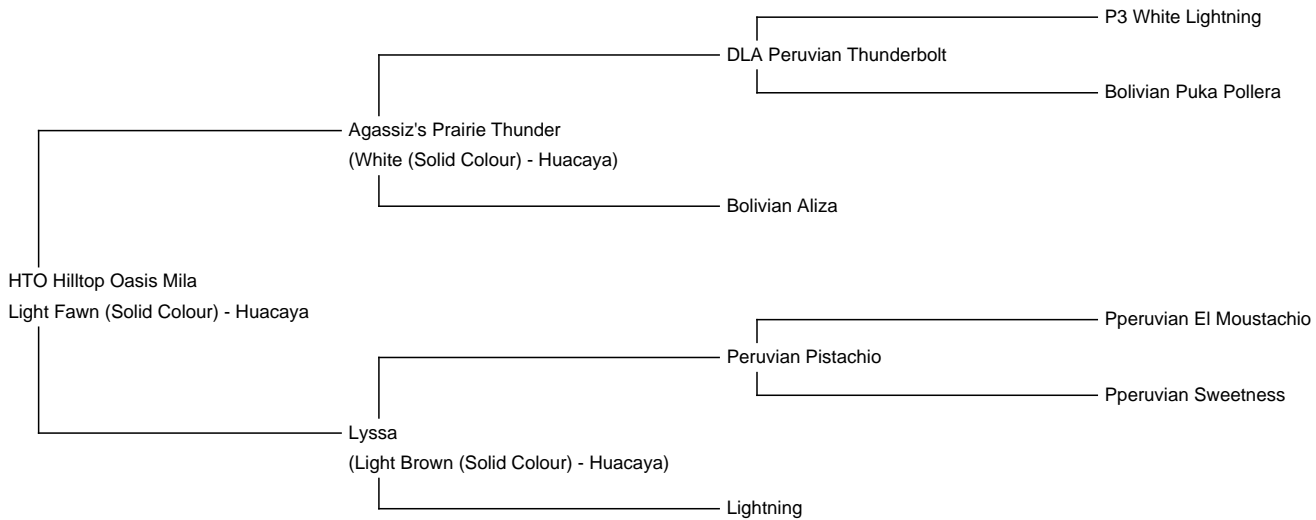 P3 White Lightning
DLA Peruvian Thunderbolt
Bolivian Puka Pollera
Agassiz's Prairie Thunder
(White (Solid Colour) - Huacaya)
Bolivian Aliza
HTO Hilltop Oasis Mila
Light Fawn (Solid Colour) - Huacaya
Pperuvian El Moustachio
Peruvian Pistachio
Pperuvian Sweetness
Lyssa
(Light Brown (Solid Colour) - Huacaya)
Lightning